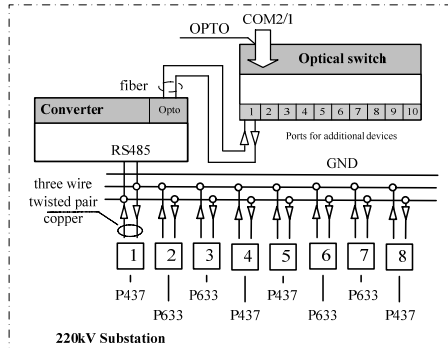 COM2/1
OPTO
Optical switch
fiber
Converter
Opto
1 2 3 4 5 6 7 8 9 10
Ports for additional devices
RS485
GND
three wire
twisted pair
copper
1 2 3 4 5 6 7 8
P437 P633 P437 P633
P633 P437 P633 P437
220kV Substation